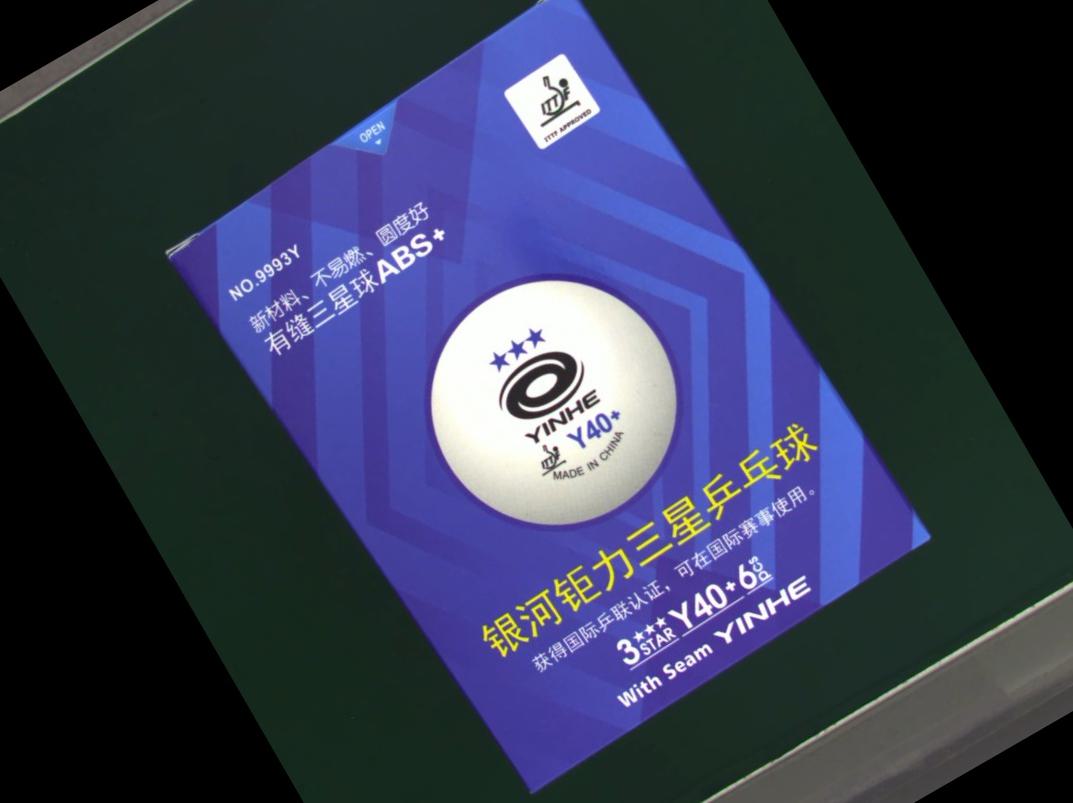 OPEN
ITTF
ITTF APPROVED
NO.9993Y
新材料、不易燃、圆度好
有缝三星球ABS+
YINHE
Y40+
ITTF
MADE IN CHINA
银河钜力三星乒乓球
获得国际乒联认证，可在国际赛事使用。
3 STAR Y40+ 6 PCS
With Seam YINHE